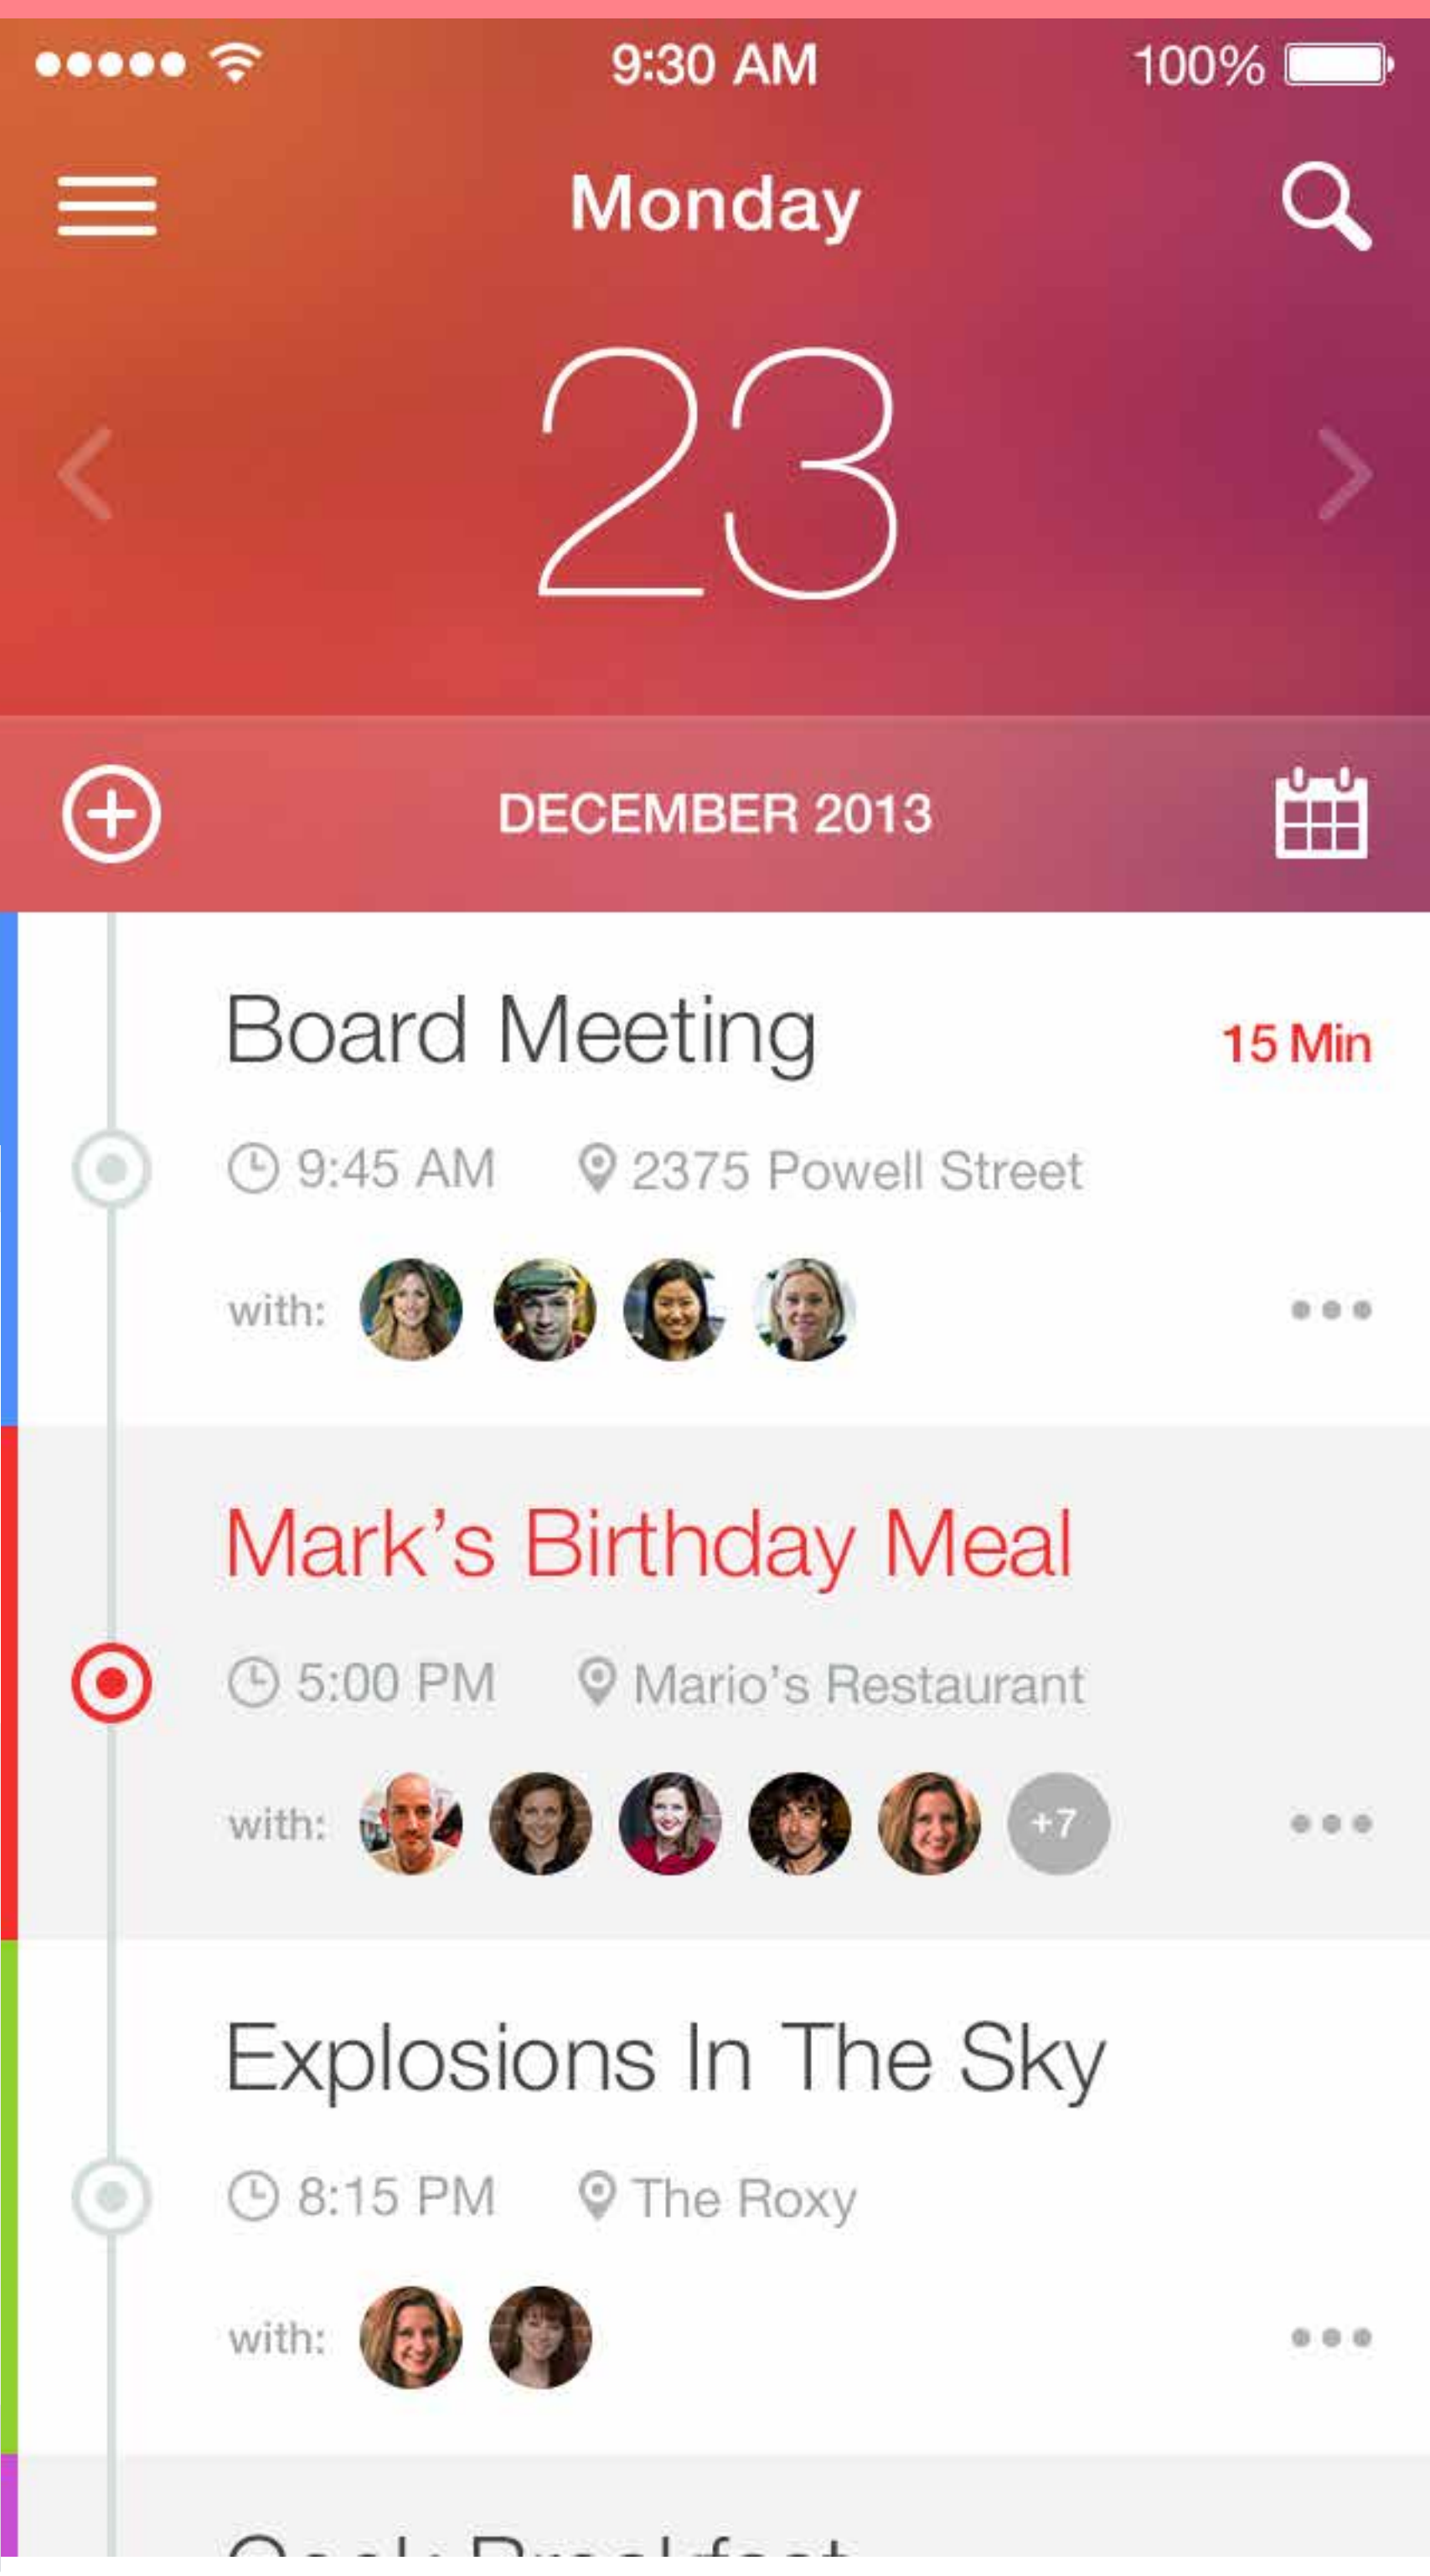 9:30 AM 100%
Monday
23
DECEMBER 2013
Board Meeting
15 Min
9:45 AM 2375 Powell Street
with:
Mark's Birthday Meal
5:00 PM Mario's Restaurant
with: +7
Explosions In The Sky
8:15 PM The Roxy
with: